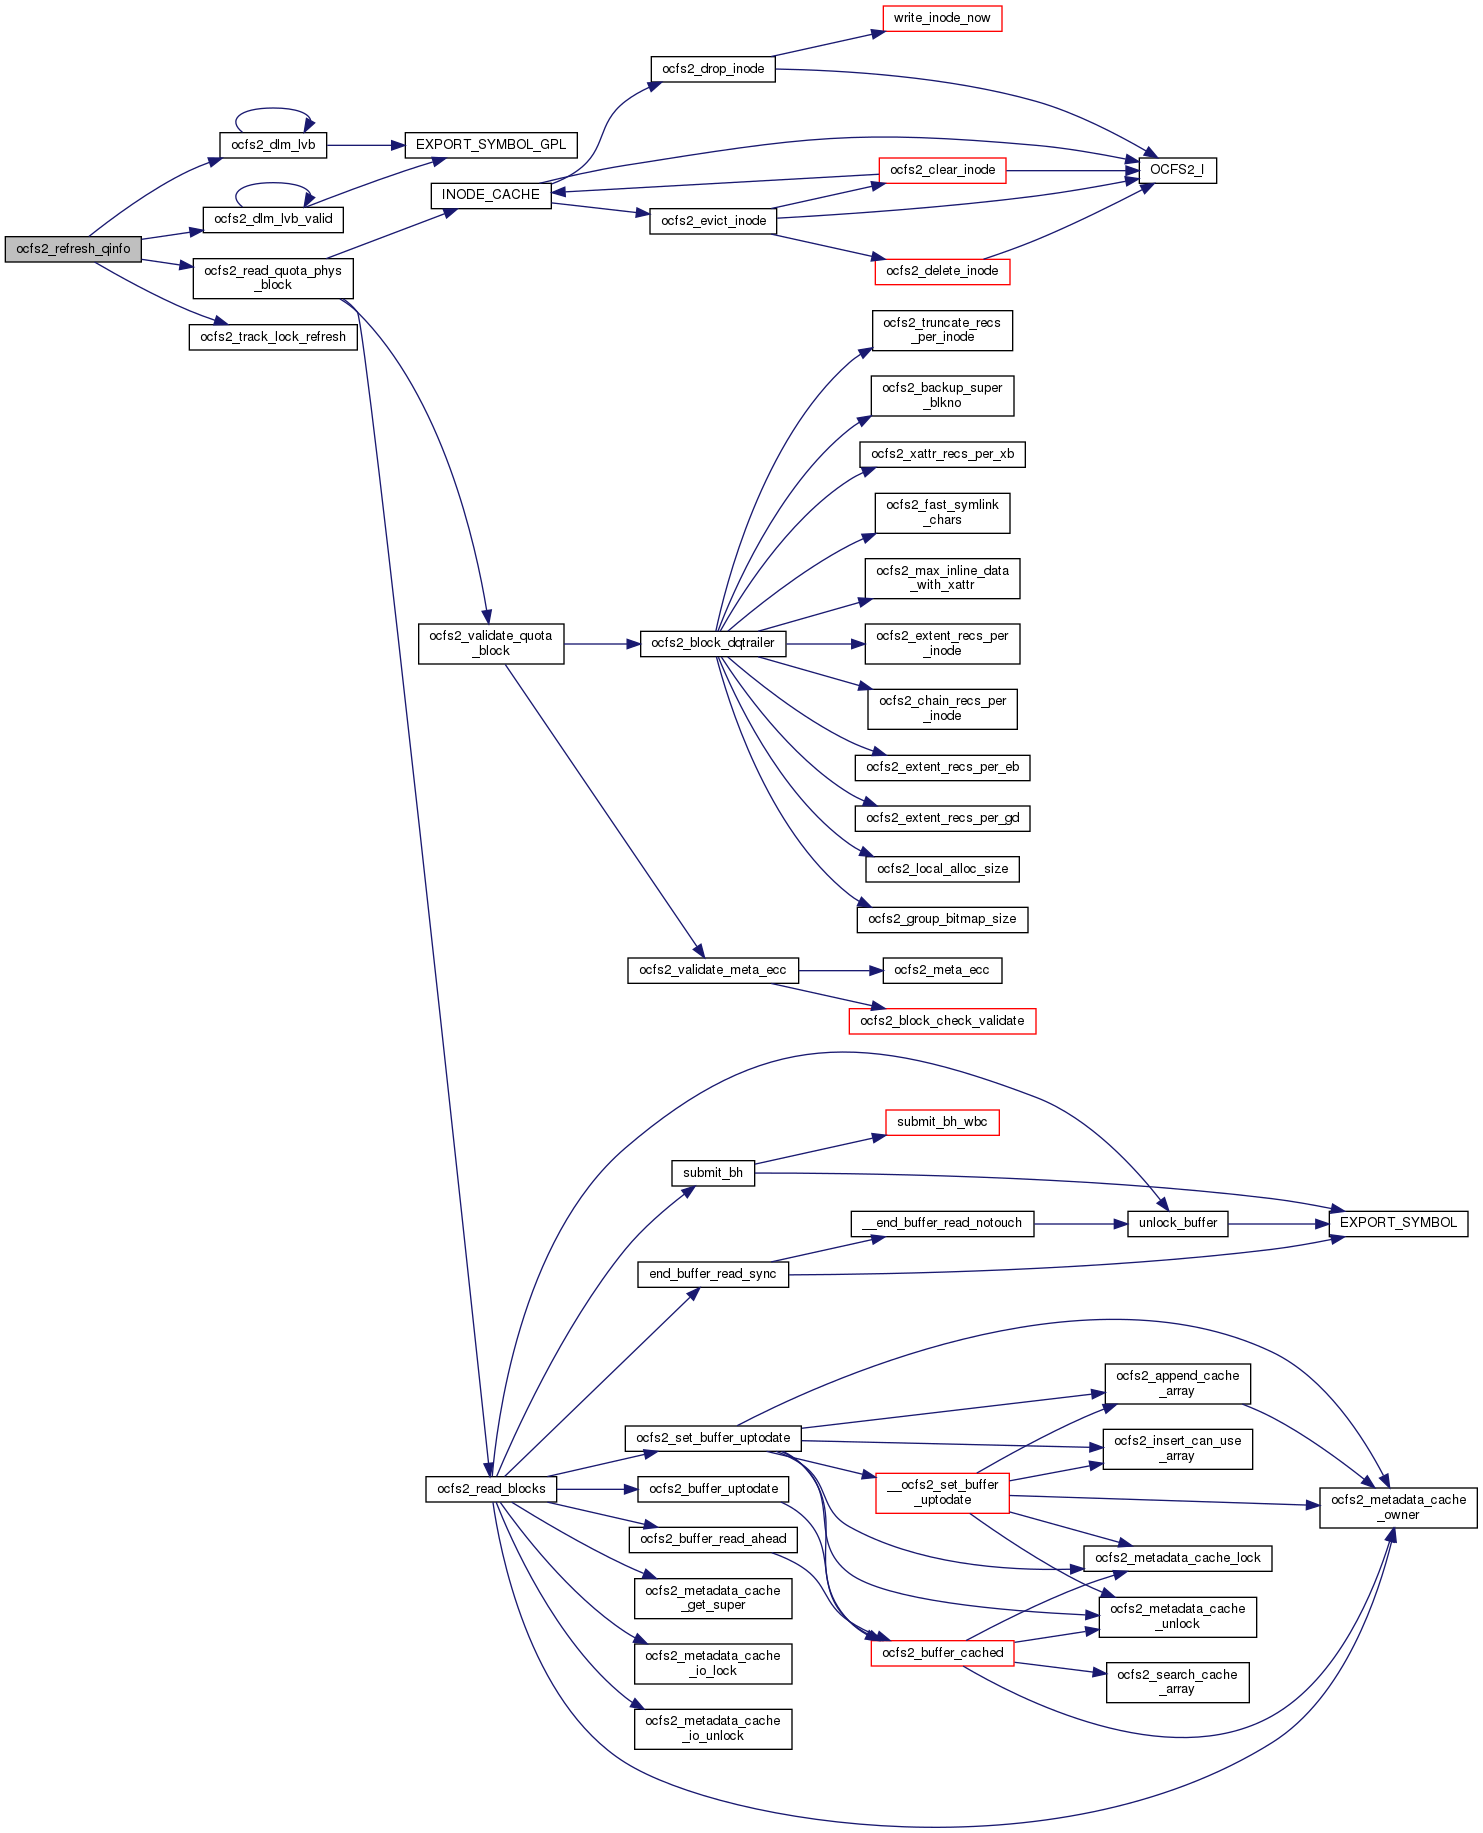 write_inode_now
ocfs2_drop_inode
ocfs2_dlm_lvb
EXPORT_SYMBOL_GPL
OCFS2_I
ocfs2_clear_inode
INODE_CACHE
ocfs2_dlm_lvb_valid
ocfs2_evict_inode
ocfs2_refresh_qinfo
ocfs2_read_quota_phys
_block
ocfs2_delete_inode
ocfs2_track_lock_refresh
ocfs2_truncate_recs
_per_inode
ocfs2_backup_super
_blkno
ocfs2_xattr_recs_per_xb
ocfs2_fast_symlink
_chars
ocfs2_max_inline_data
_with_xattr
ocfs2_validate_quota
_block
ocfs2_block_dqtrailer
ocfs2_extent_recs_per
_inode
ocfs2_chain_recs_per
_inode
ocfs2_extent_recs_per_eb
ocfs2_extent_recs_per_gd
ocfs2_local_alloc_size
ocfs2_group_bitmap_size
ocfs2_validate_meta_ecc
ocfs2_meta_ecc
ocfs2_block_check_validate
submit_bh_wbc
submit_bh
__end_buffer_read_notouch
unlock_buffer
EXPORT_SYMBOL
end_buffer_read_sync
ocfs2_append_cache
_array
ocfs2_set_buffer_uptodate
ocfs2_insert_can_use
_array
ocfs2_read_blocks
ocfs2_buffer_uptodate
__ocfs2_set_buffer
_uptodate
ocfs2_metadata_cache
_owner
ocfs2_buffer_read_ahead
ocfs2_metadata_cache_lock
ocfs2_metadata_cache
_get_super
ocfs2_metadata_cache
_unlock
ocfs2_buffer_cached
ocfs2_metadata_cache
_io_lock
ocfs2_search_cache
_array
ocfs2_metadata_cache
_io_unlock